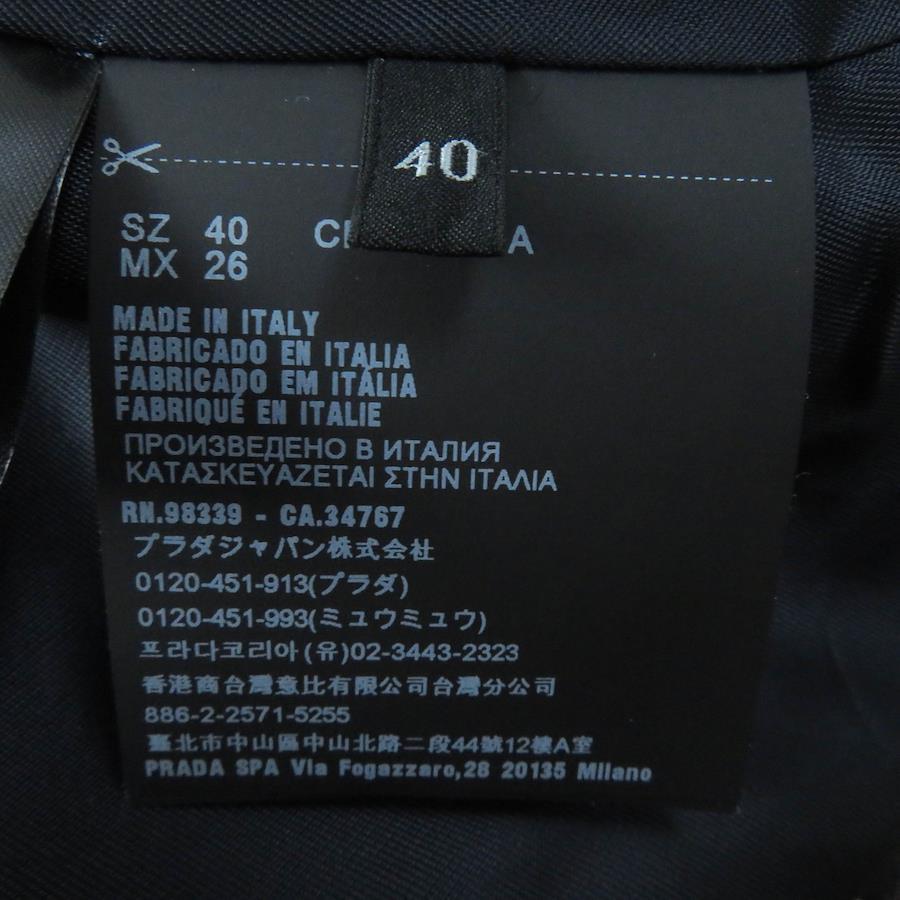 40
SZ 40
MX 26
MADE IN ITALY
FABRICADO EN ITALIA
FABRICADO EM ITÁLIA
FABRIQUÉ EN ITALIE
ПРОИЗВЕДЕНО В ИТАЛИЯ
ΚΑΤΑΣΚΕΥΑΖΕΤΑΙ ΣΤΗΝ ΙΤΑΛΙΑ
RN.98339 - CA.34767
プラダジャパン株式会社
0120-451-913(プラダ)
0120-451-993(ミュウミュウ)
프라다코리아(유)02-3443-2323
香港商台灣意比有限公司台灣分公司
886-2-2571-5255
臺北市中山區中山北路二段44號12樓A室
PRADA SPA Via Fogazzaro,28 20135 Milano